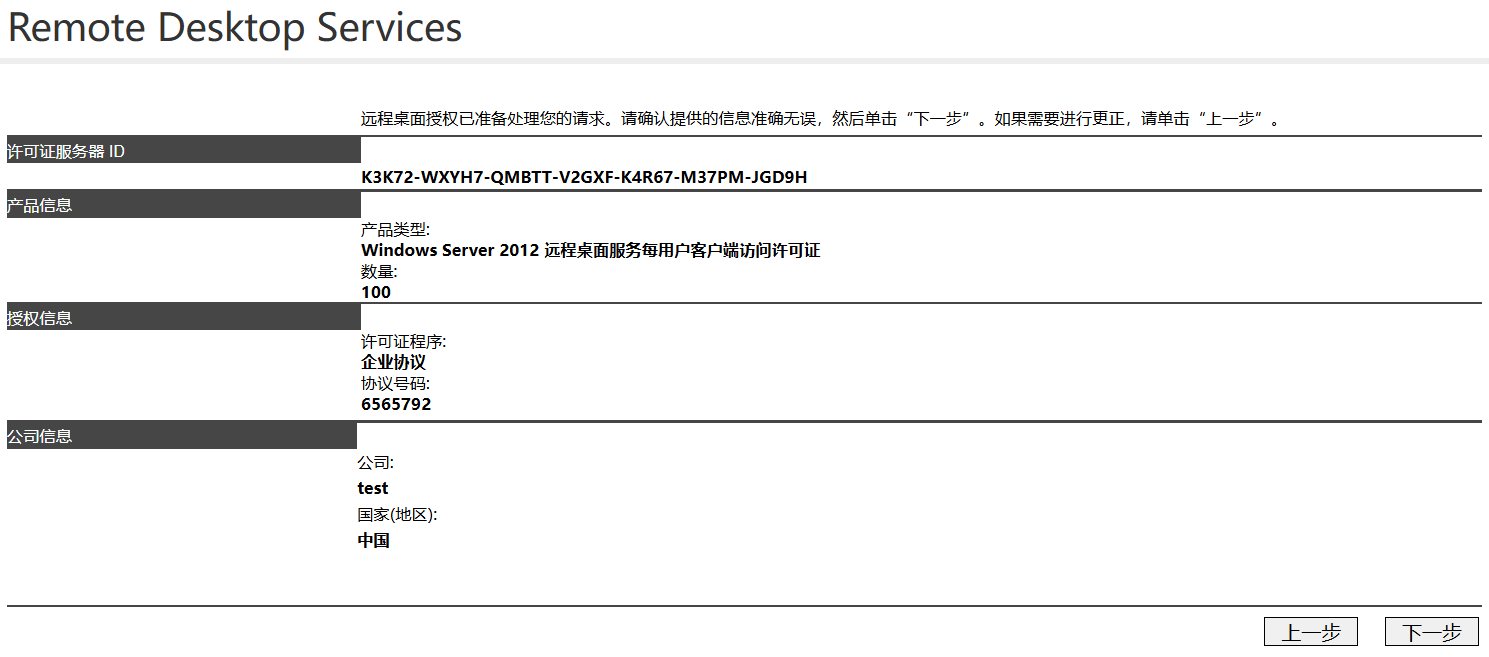 Remote Desktop Services
远程桌面授权已准备处理您的请求。请确认提供的信息准确无误，然后单击“下一步”。如果需要进行更正，请单击“上一步”。
许可证服务器 ID
K3K72-WXYH7-QMBTT-V2GXF-K4R67-M37PM-JGD9H
产品信息
产品类型:
Windows Server 2012 远程桌面服务每用户客户端访问许可证
数量:
100
授权信息
许可证程序:
企业协议
协议号码:
6565792
公司信息
公司:
test
国家(地区):
中国
上一步 下一步